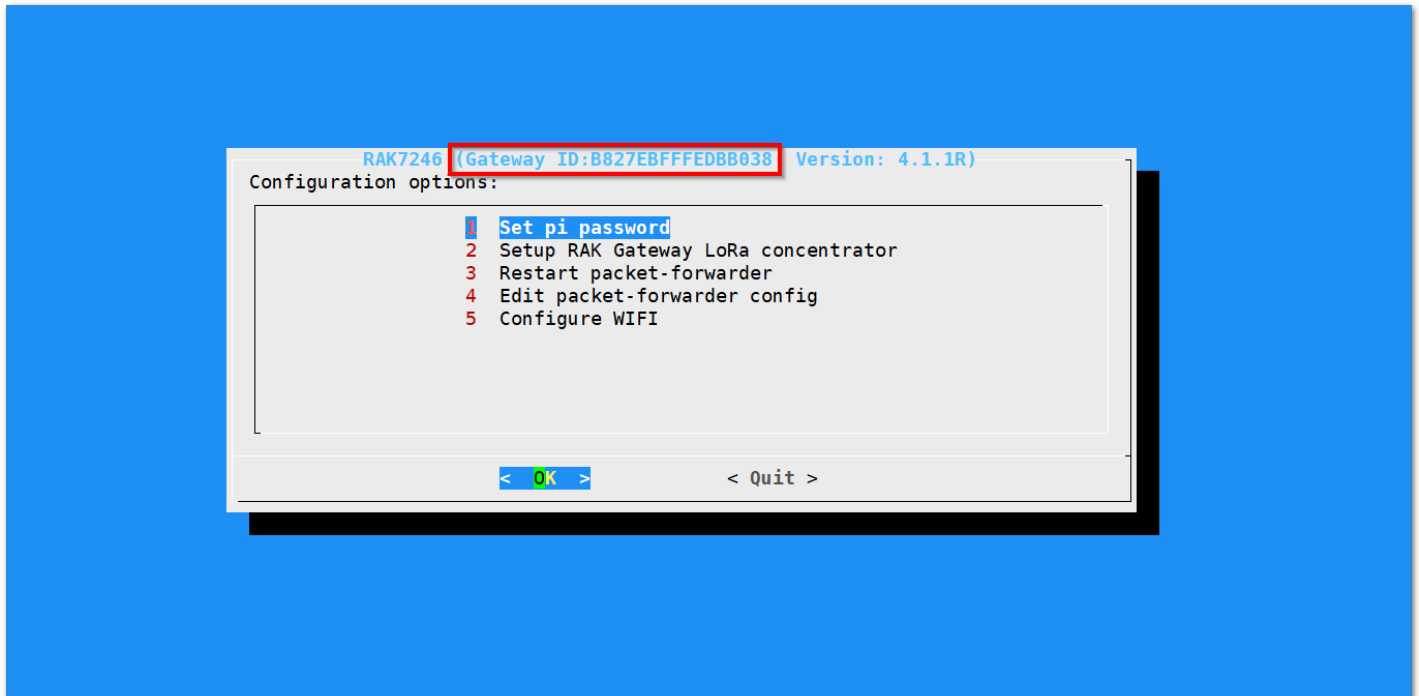 RAK7246 (Gateway ID:B827EBFFFEDBB038 Version: 4.1.1R)
Configuration options:
1 Set pi password
2 Setup RAK Gateway LoRa concentrator
3 Restart packet-forwarder
4 Edit packet-forwarder config
5 Configure WIFI
< OK > < Quit >